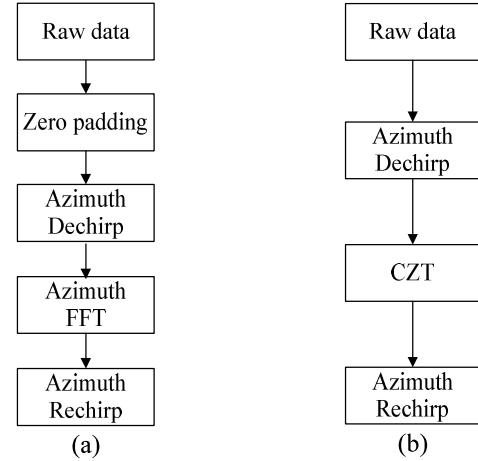 Raw data
Zero padding
Azimuth
Dechirp
Azimuth
FFT
Azimuth
Rechirp
(a)
Raw data
Azimuth
Dechirp
CZT
Azimuth
Rechirp
(b)